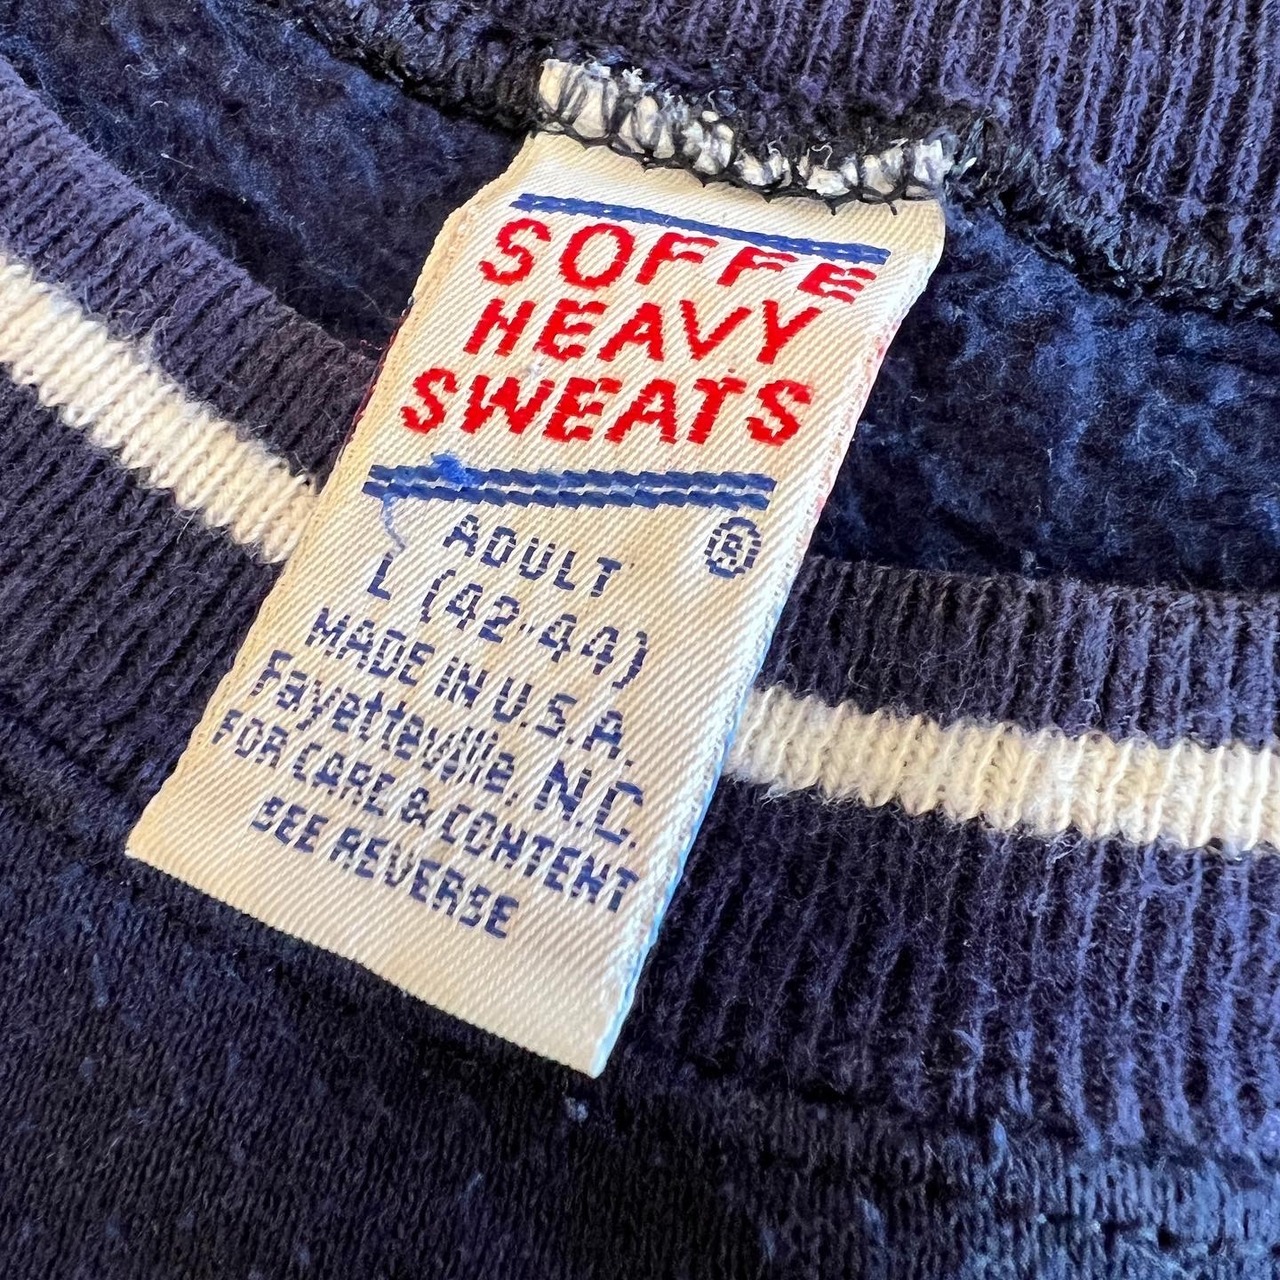 SOFFE
HEAVY
SWEATS
®
ADULT
L (42-44)
MADE IN U.S.A.
Fayetteville, N.C.
FOR CARE & CONTENT
SEE REVERSE